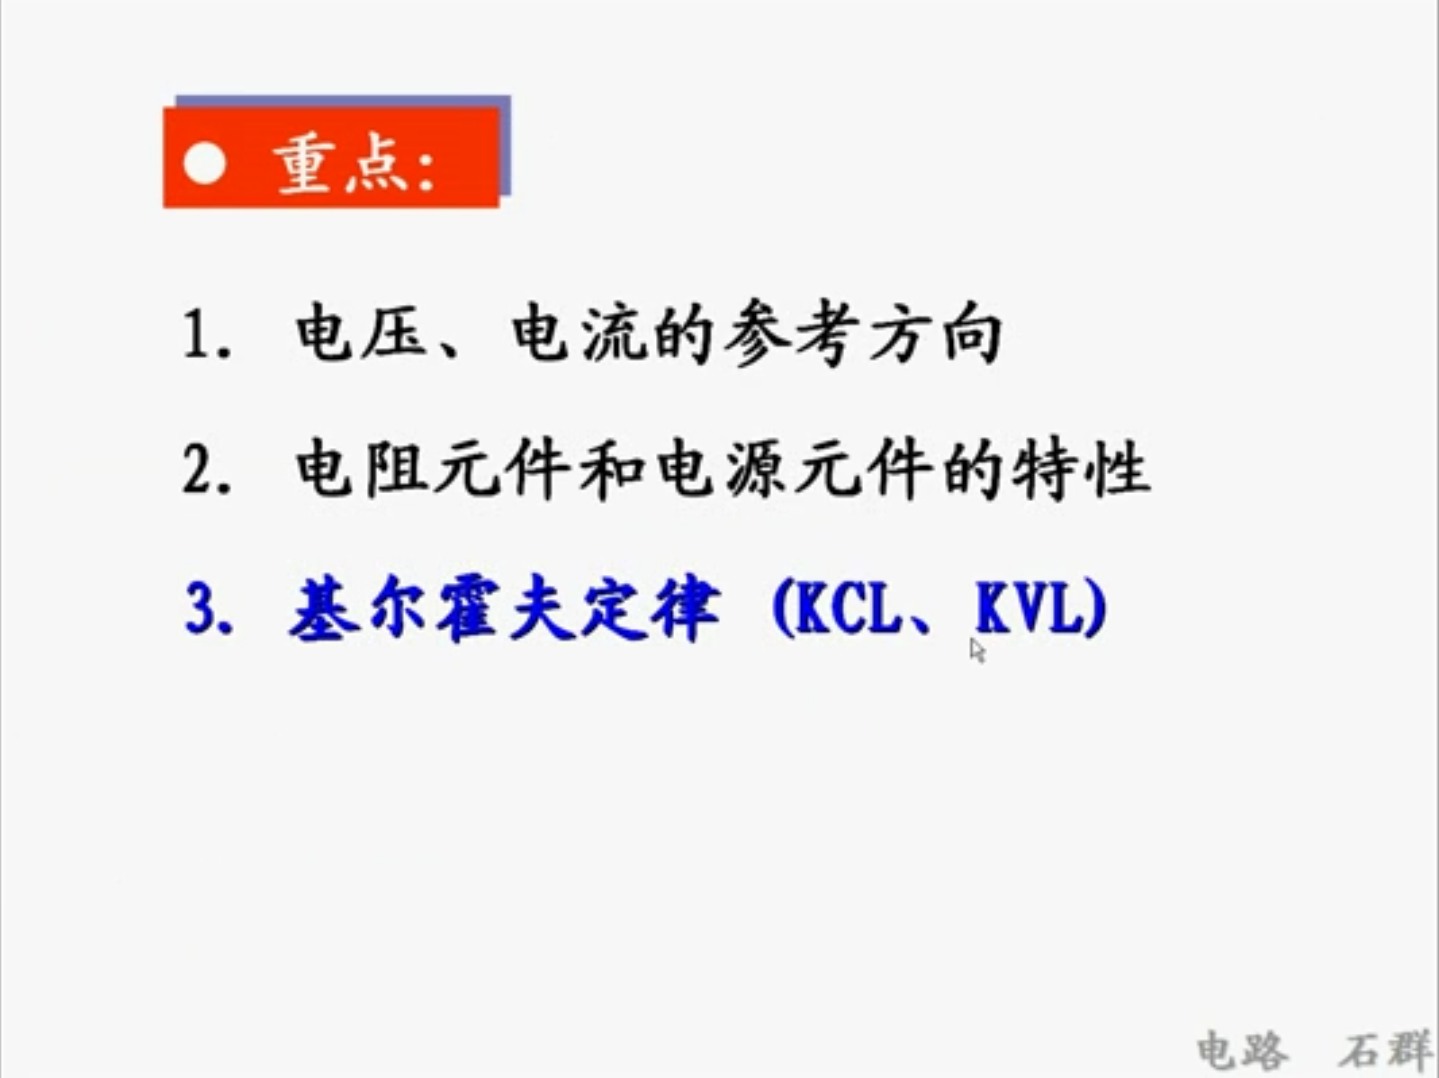 ● 重点：
1. 电压、电流的参考方向
2. 电阻元件和电源元件的特性
3. 基尔霍夫定律 (KCL、KVL)
电路 石群